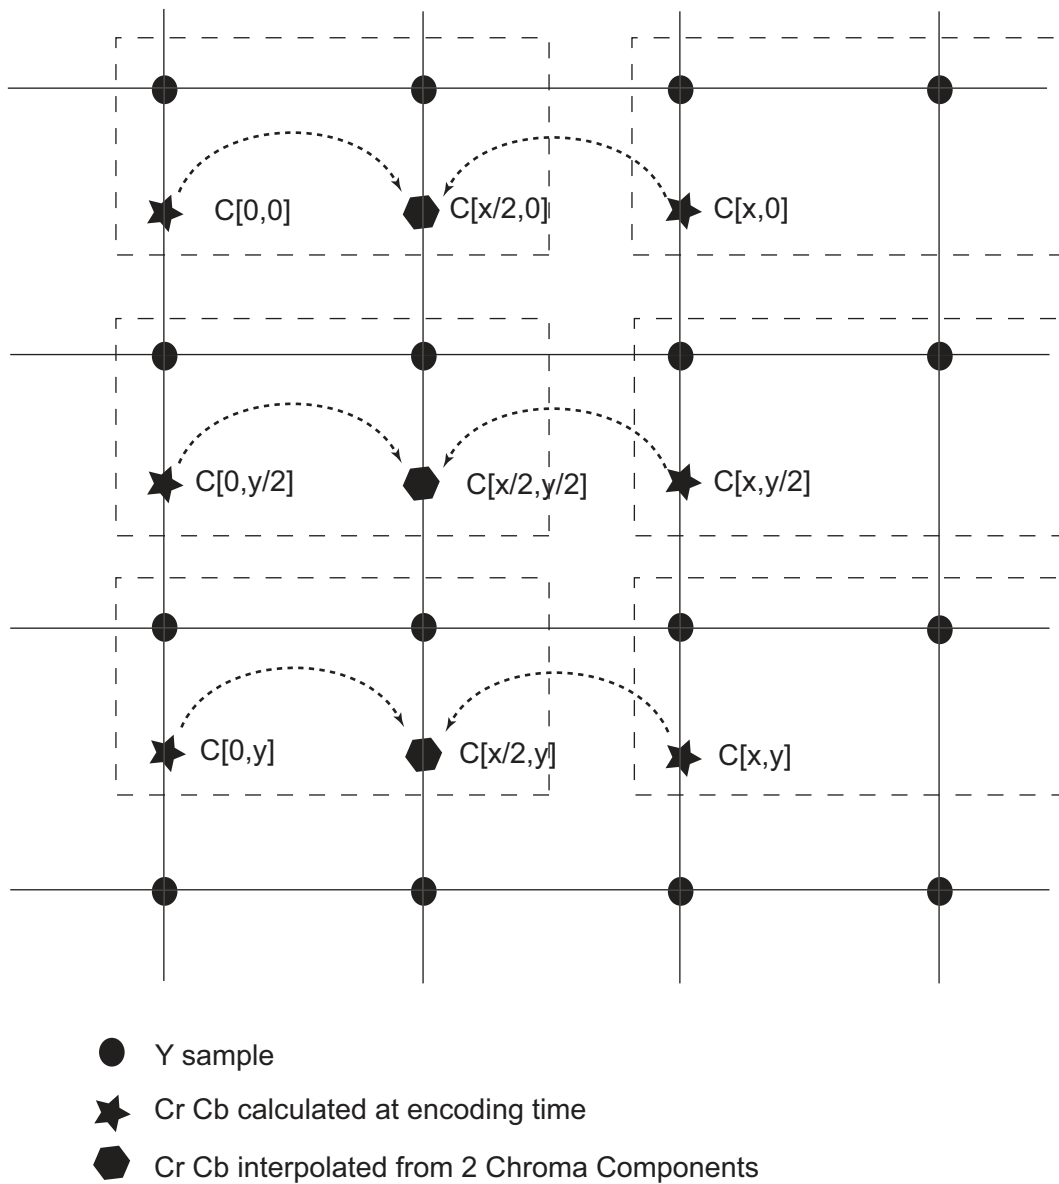 C[0,0] C[x/2,0] C[x,0]
C[0,y/2] C[x/2,y/2] C[x,y/2]
C[0,y] C[x/2,y] C[x,y]
Y sample
Cr Cb calculated at encoding time
Cr Cb interpolated from 2 Chroma Components